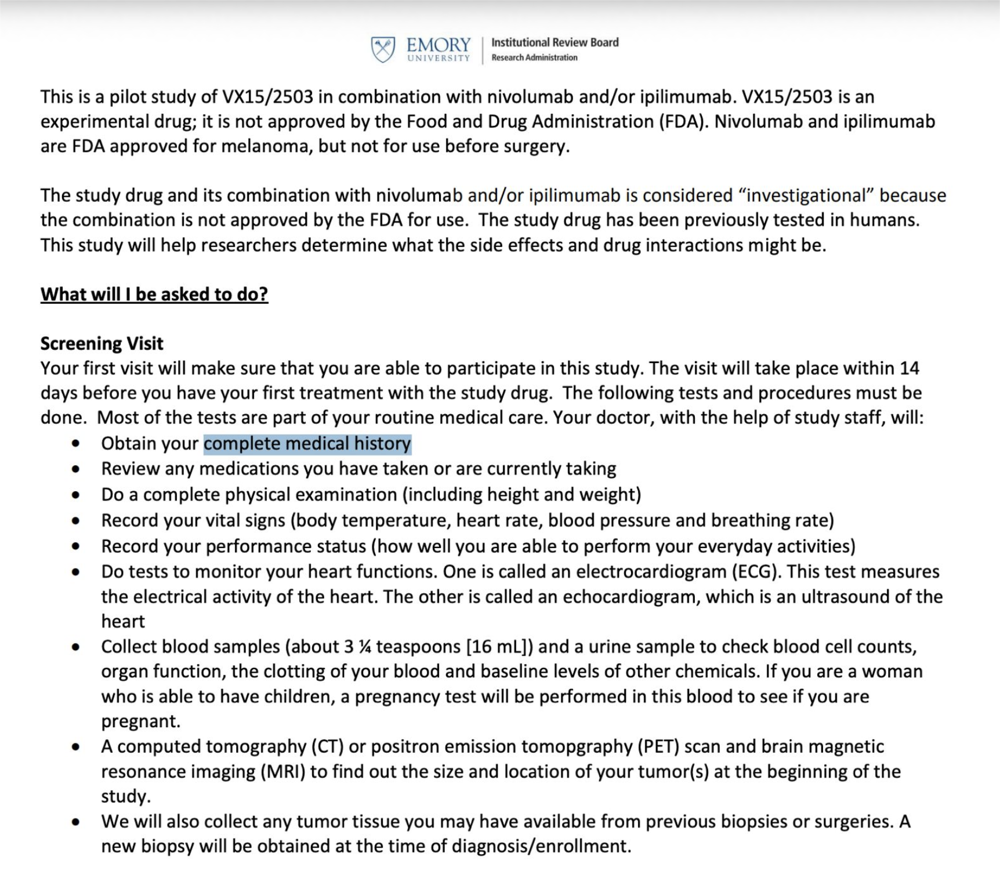 EMORY
UNIVERSITY
Institutional Review Board
Research Administration
This is a pilot study of VX15/2503 in combination with nivolumab and/or ipilimumab. VX15/2503 is an
experimental drug; it is not approved by the Food and Drug Administration (FDA). Nivolumab and ipilimumab
are FDA approved for melanoma, but not for use before surgery.
The study drug and its combination with nivolumab and/or ipilimumab is considered “investigational” because
the combination is not approved by the FDA for use.  The study drug has been previously tested in humans.
This study will help researchers determine what the side effects and drug interactions might be.
What will I be asked to do?
Screening Visit
Your first visit will make sure that you are able to participate in this study. The visit will take place within 14
days before you have your first treatment with the study drug.  The following tests and procedures must be
done.  Most of the tests are part of your routine medical care. Your doctor, with the help of study staff, will:
• Obtain your complete medical history
• Review any medications you have taken or are currently taking
• Do a complete physical examination (including height and weight)
• Record your vital signs (body temperature, heart rate, blood pressure and breathing rate)
• Record your performance status (how well you are able to perform your everyday activities)
• Do tests to monitor your heart functions. One is called an electrocardiogram (ECG). This test measures
the electrical activity of the heart. The other is called an echocardiogram, which is an ultrasound of the
heart
• Collect blood samples (about 3 ¼ teaspoons [16 mL]) and a urine sample to check blood cell counts,
organ function, the clotting of your blood and baseline levels of other chemicals. If you are a woman
who is able to have children, a pregnancy test will be performed in this blood to see if you are
pregnant.
• A computed tomography (CT) or positron emission tomopgraphy (PET) scan and brain magnetic
resonance imaging (MRI) to find out the size and location of your tumor(s) at the beginning of the
study.
• We will also collect any tumor tissue you may have available from previous biopsies or surgeries. A
new biopsy will be obtained at the time of diagnosis/enrollment.